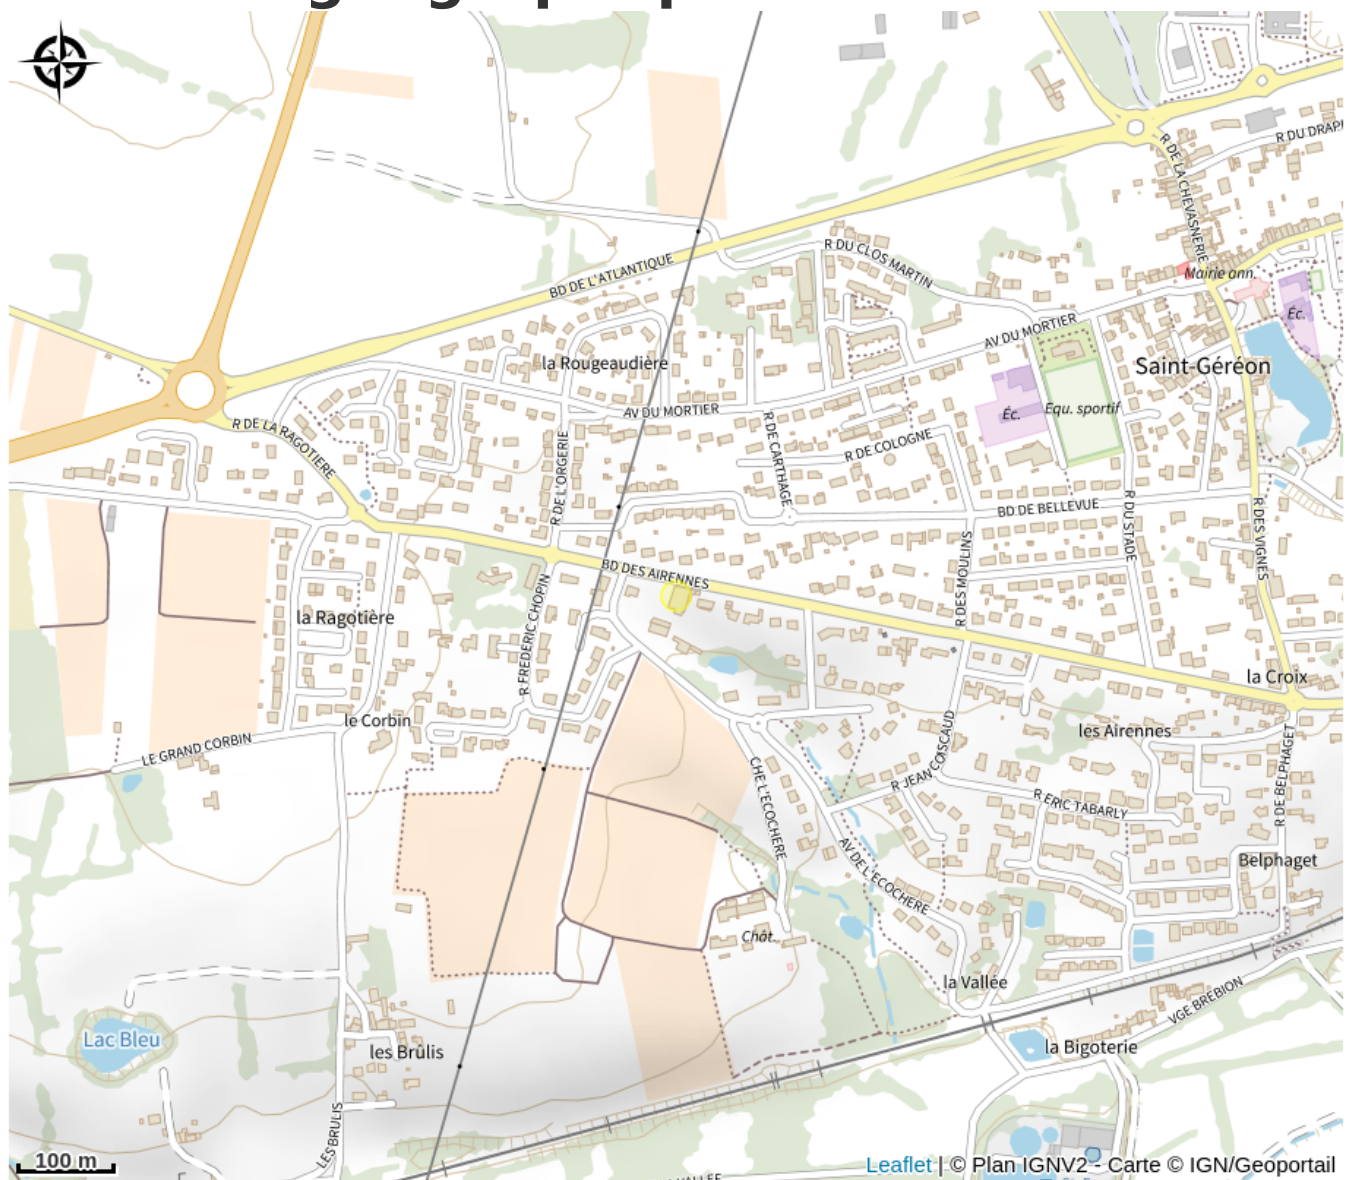 R DU DRAP
R DE LA CHEVASNERIE
R DU CLOS MARTIN
BD DE L'ATLANTIQUE
Mairie ann.
Éc.
AV DU MORTIER
la Rougeaudière
Saint-Géréon
AV DU MORTIER
Éc.
Equ. sportif
R DE LA RAGOTIERE
R DE L'ORGERIE
R DE CARTHAGE
R DE COLOGNE
BD DE BELLEVUE
R DU STADE
R DES VIGNES
R DES MOULINS
BD DES AIRENNES
la Ragotière
R FREDERIC CHOPIN
la Croix
le Corbin
les Airennes
LE GRAND CORBIN
R JEAN COISCAUD
CHE L'ECOCHERE
R ERIC TABARLY
R DE BELPHAGET
AV DE L'ECOCHERE
Belphaget
Chât.
la Vallée
VGE BREBION
Lac Bleu
les Brûlis
la Bigoterie
LES BRULIS
100 m
Leaflet | © Plan IGNV2 - Carte © IGN/Geoportail